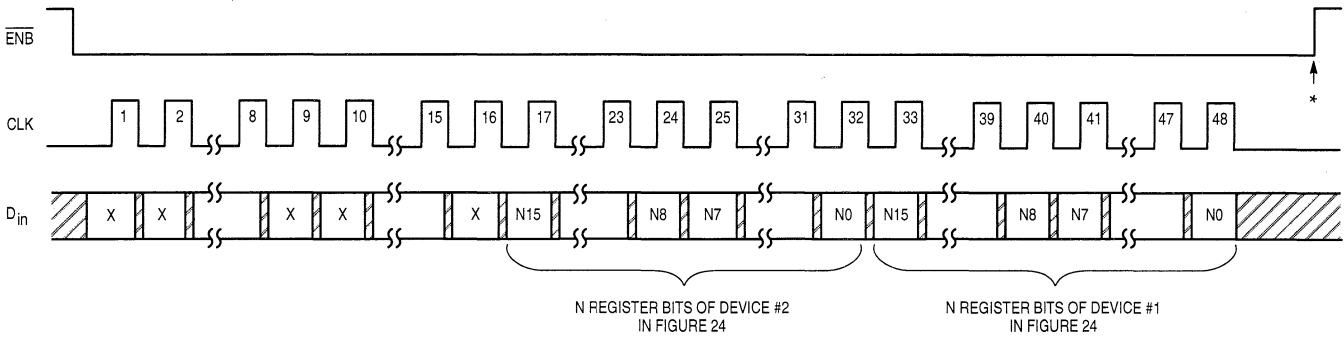 ENB
*
CLK
1 2 8 9 10 15 16 17 23 24 25 31 32 33 39 40 41 47 48
Din
X X X X X N15 N8 N7 N0 N15 N8 N7 N0
N REGISTER BITS OF DEVICE #2
IN FIGURE 24
N REGISTER BITS OF DEVICE #1
IN FIGURE 24